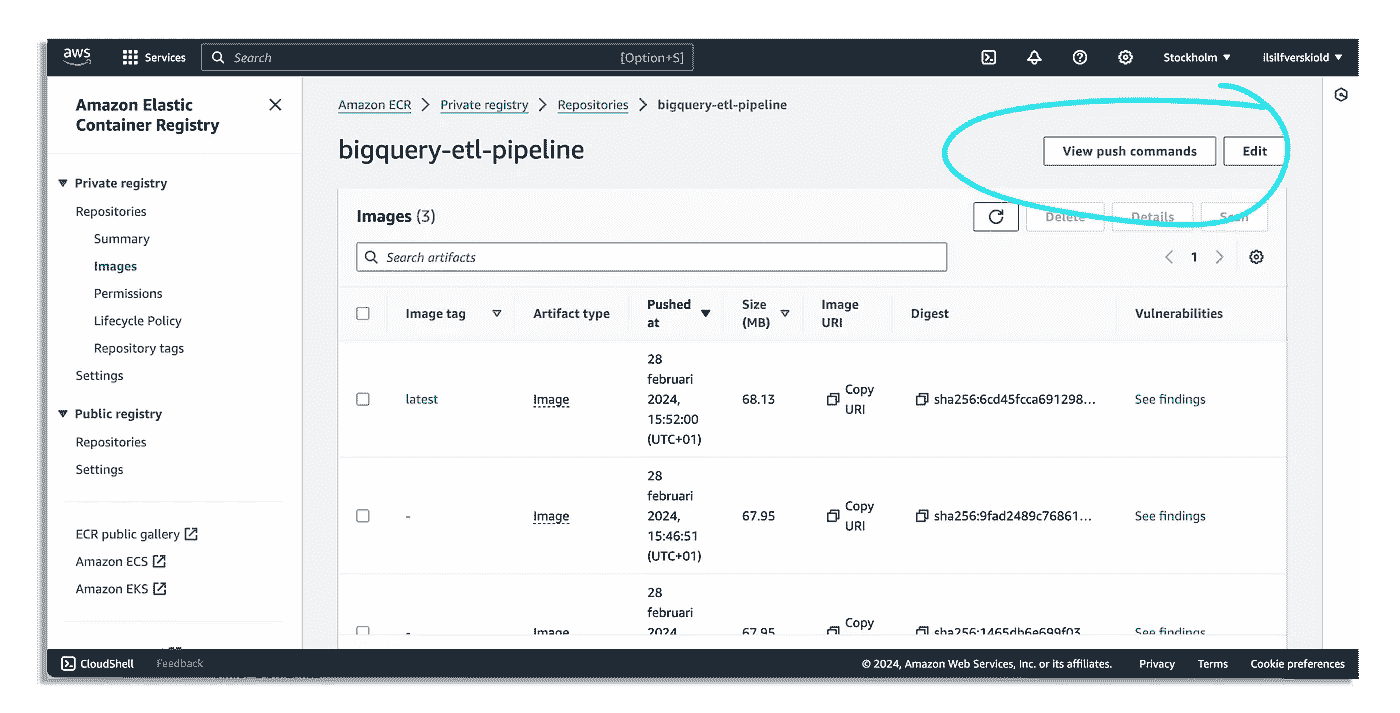 aws Services Search [Option+S] Stockholm ▼ ilsilfverskiold ▼
Amazon Elastic
Container Registry
Private registry
Repositories
Summary
Images
Permissions
Lifecycle Policy
Repository tags
Settings
Public registry
Repositories
Settings
ECR public gallery
Amazon ECS
Amazon EKS
Amazon ECR > Private registry > Repositories > bigquery-etl-pipeline
bigquery-etl-pipeline
View push commands Edit
Images (3)
Delete Details Scan
Search artifacts
< 1 >
Image tag Artifact type Pushed at Size (MB) Image URI Digest Vulnerabilities
28
februari
2024,
latest Image 15:52:00 68.13 Copy URI sha256:6cd45fcca691298... See findings
(UTC+01)
28
februari
2024,
- Image 15:46:51 67.95 Copy URI sha256:9fad2489c76861... See findings
(UTC+01)
28
februari
- Image 2024, 67.95 Copy sha256:1465db6e699f03... See findings
CloudShell Feedback © 2024, Amazon Web Services, Inc. or its affiliates. Privacy Terms Cookie preferences